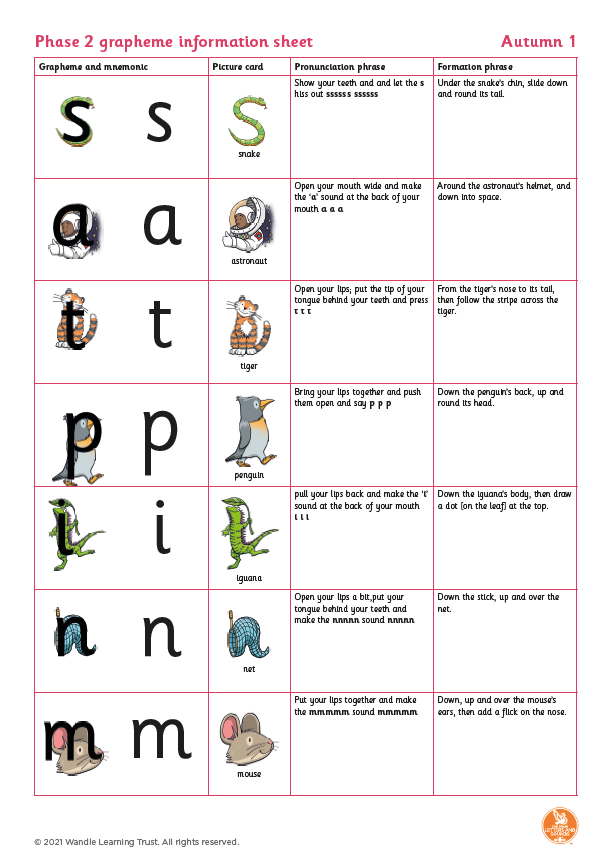 Phase 2 grapheme information sheet
Autumn 1
Grapheme and mnemonic
Picture card
Pronunciation phrase
Formation phrase
s
s
snake
Show your teeth and and let the s
hiss out ssssss ssssss
Under the snake's chin, slide down
and round its tail.
a
a
astronaut
Open your mouth wide and make
the 'a' sound at the back of your
mouth a a a
Around the astronaut's helmet, and
down into space.
t
t
tiger
Open your lips; put the tip of your
tongue behind your teeth and press
t t t
From the tiger's nose to its tail,
then follow the stripe across the
tiger.
p
p
penguin
Bring your lips together and push
them open and say p p p
Down the penguin's back, up and
round its head.
i
i
iguana
pull your lips back and make the 'i'
sound at the back of your mouth
i i i
Down the iguana's body, then draw
a dot [on the leaf] at the top.
n
n
net
Open your lips a bit,put your
tongue behind your teeth and
make the nnnnn sound nnnnn
Down the stick, up and over the
net.
m
m
mouse
Put your lips together and make
the mmmmm sound mmmmm
Down, up and over the mouse's
ears, then add a flick on the nose.
© 2021 Wandle Learning Trust. All rights reserved.
LETTERS AND
SOUNDS